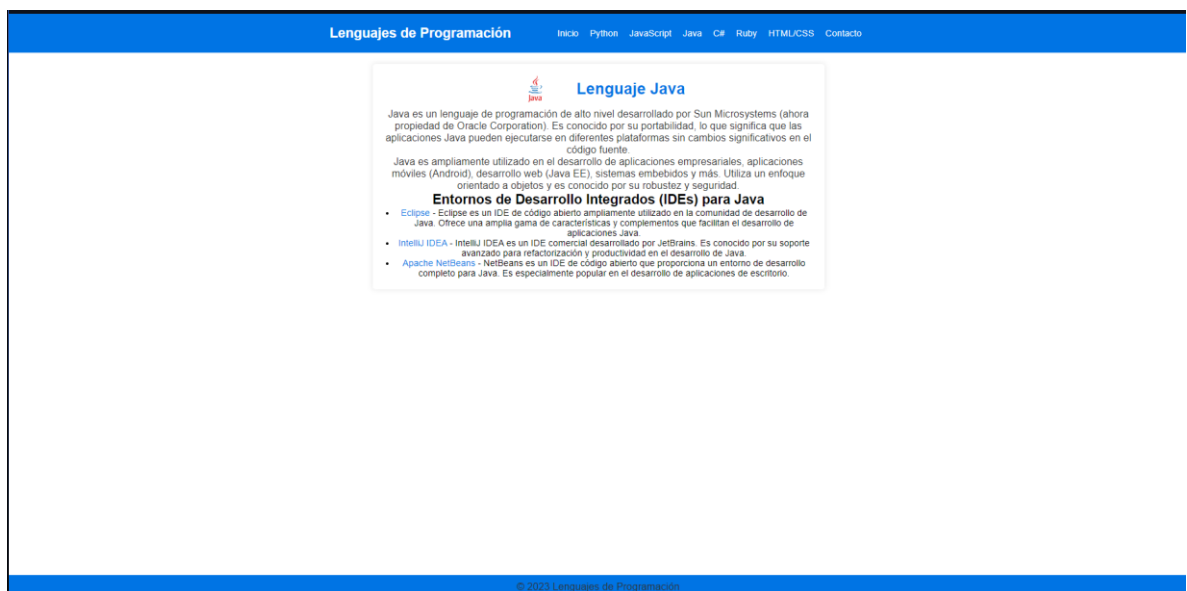 Lenguajes de Programación Inicio Python JavaScript Java C# Ruby HTML/CSS Contacto
Java Lenguaje Java
Java es un lenguaje de programación de alto nivel desarrollado por Sun Microsystems (ahora
propiedad de Oracle Corporation). Es conocido por su portabilidad, lo que significa que las
aplicaciones Java pueden ejecutarse en diferentes plataformas sin cambios significativos en el
código fuente.
Java es ampliamente utilizado en el desarrollo de aplicaciones empresariales, aplicaciones
móviles (Android), desarrollo web (Java EE), sistemas embebidos y más. Utiliza un enfoque
orientado a objetos y es conocido por su robustez y seguridad.
Entornos de Desarrollo Integrados (IDEs) para Java
• Eclipse - Eclipse es un IDE de código abierto ampliamente utilizado en la comunidad de desarrollo de
Java. Ofrece una amplia gama de características y complementos que facilitan el desarrollo de
aplicaciones Java.
• IntelliJ IDEA - IntelliJ IDEA es un IDE comercial desarrollado por JetBrains. Es conocido por su soporte
avanzado para refactorización y productividad en el desarrollo de Java.
• Apache NetBeans - NetBeans es un IDE de código abierto que proporciona un entorno de desarrollo
completo para Java. Es especialmente popular en el desarrollo de aplicaciones de escritorio.
© 2023 Lenguajes de Programación